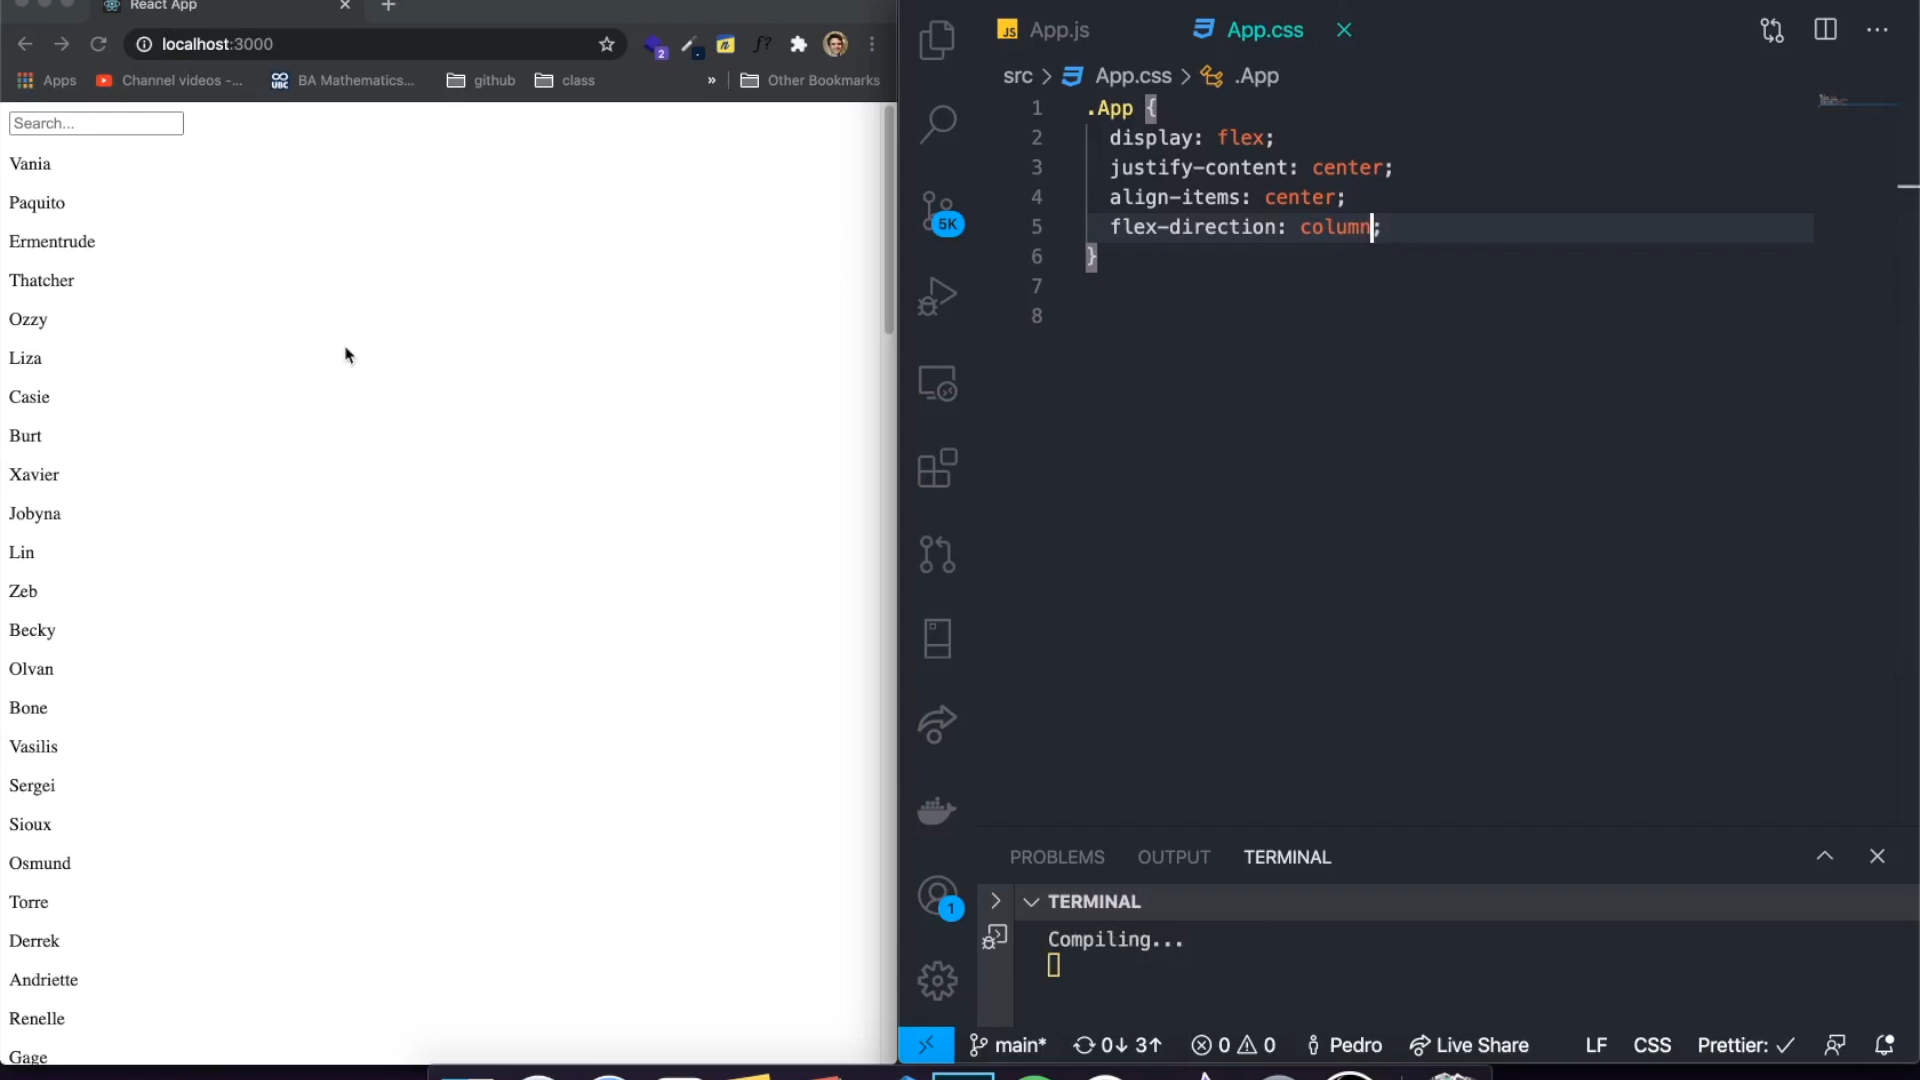 React App
localhost:3000
2
n
f?
Apps
Channel videos -...
UBC
BA Mathematics...
github
class
»
Other Bookmarks
Search...
Vania
Paquito
Ermentrude
Thatcher
Ozzy
Liza
Casie
Burt
Xavier
Jobyna
Lin
Zeb
Becky
Olvan
Bone
Vasilis
Sergei
Sioux
Osmund
Torre
Derrek
Andriette
Renelle
Gage
5K
1
JS App.js
App.css
src > App.css > .App
1 .App {
2 display: flex;
3 justify-content: center;
4 align-items: center;
5 flex-direction: column;
6 }
7
8
PROBLEMS
OUTPUT
TERMINAL
TERMINAL
Compiling...
main*
0↓ 3↑
0
0
Pedro
Live Share
LF
CSS
Prettier: ✓